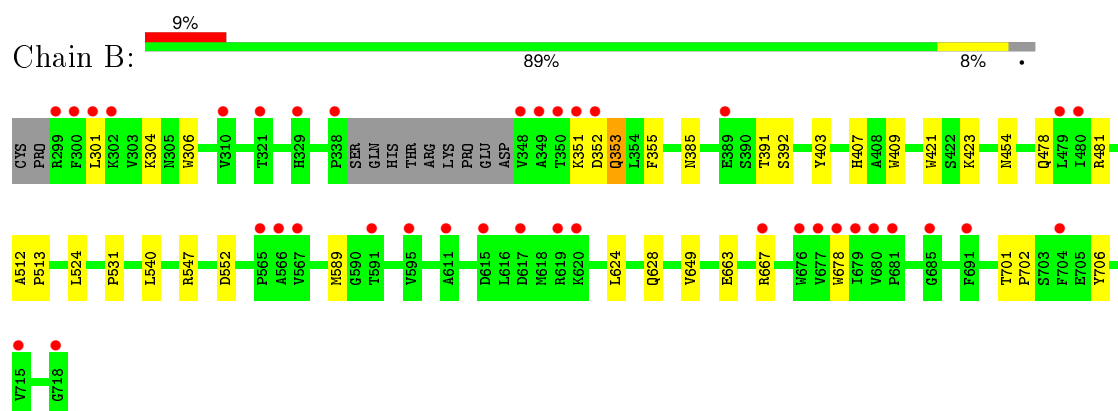 9%
Chain B:
89% 8% •
CYS PRO R299 F300 L301 K302 V303 K304 N305 W306 V310 T321 H329 P338 SER GLN HIS THR ARG LYS PRO GLU ASP V348 A349 T350 K351 D352 Q353 L354 F355 N385 E389 S390 T391 S392 Y403 H407 A408 W409 W421 S422 K423 N454 Q478 L479 I480 R481
A512 P513 L524 P531 L540 R547 D552 P565 A566 V567 M589 G590 T591 V595 A611 D615 L616 D617 M618 R619 K620 L624 Q628 V649 E663 R667 W676 V677 W678 I679 V680 P681 G685 F691 T701 P702 S703 F704 E705 Y706
V715 G718